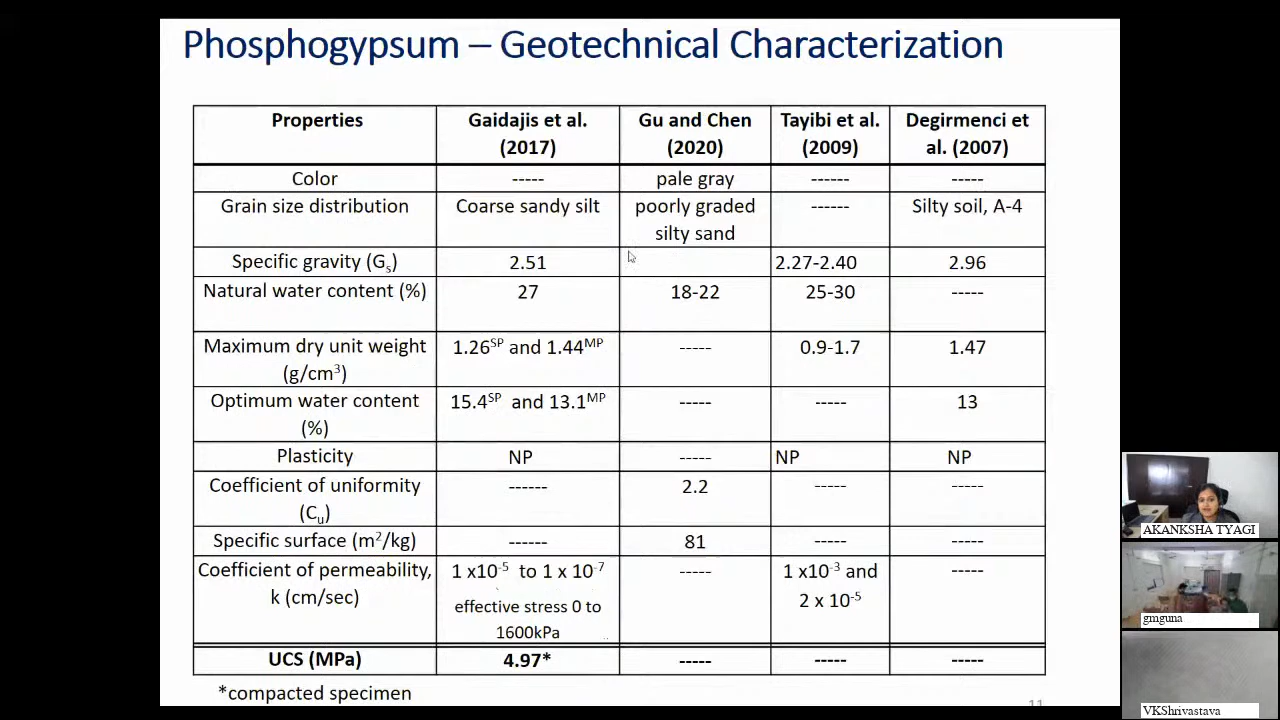 Phosphogypsum – Geotechnical Characterization
Properties
Gaidajis et al. (2017)
Gu and Chen (2020)
Tayibi et al. (2009)
Degirmenci et al. (2007)
Color
-----
pale gray
------
-----
Grain size distribution
Coarse sandy silt
poorly graded
silty sand
------
Silty soil, A-4
Specific gravity (Gs)
2.51
2.27-2.40
2.96
Natural water content (%)
27
18-22
25-30
-----
Maximum dry unit weight
(g/cm³)
1.26SP and 1.44MP
-----
0.9-1.7
1.47
Optimum water content
(%)
15.4SP and 13.1MP
-----
-----
13
Plasticity
NP
-----
NP
NP
Coefficient of uniformity
(Cu)
------
2.2
-----
-----
Specific surface (m²/kg)
------
81
-----
-----
Coefficient of permeability,
k (cm/sec)
1 x10⁻⁵ to 1 x 10⁻⁷
effective stress 0 to
1600kPa
-----
1 x10⁻³ and
2 x 10⁻⁵
-----
UCS (MPa)
4.97*
-----
-----
-----
*compacted specimen
11
AKANKSHA TYAGI
gmguna
VKShrivastava